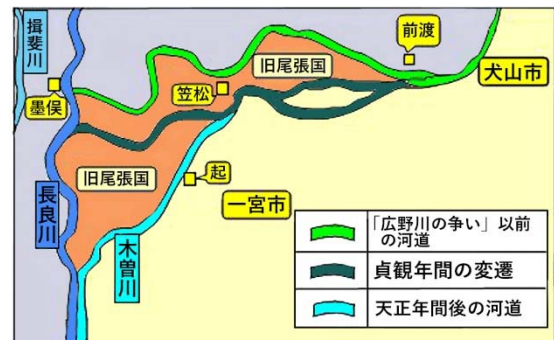 揖斐川
前渡
旧尾張国
犬山市
墨俣
笠松
旧尾張国
起
長良川
一宮市
木曽川
「広野川の争い」以前
の河道
貞観年間の変遷
天正年間後の河道